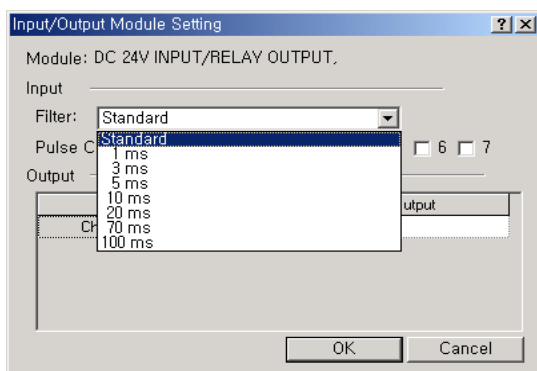 Input/Output Module Setting
Module: DC 24V INPUT/RELAY OUTPUT,
Input
Filter: Standard
Standard
1 ms
3 ms
5 ms
10 ms
20 ms
70 ms
100 ms
Pulse C 6 7
Output
utput
Ch
OK Cancel